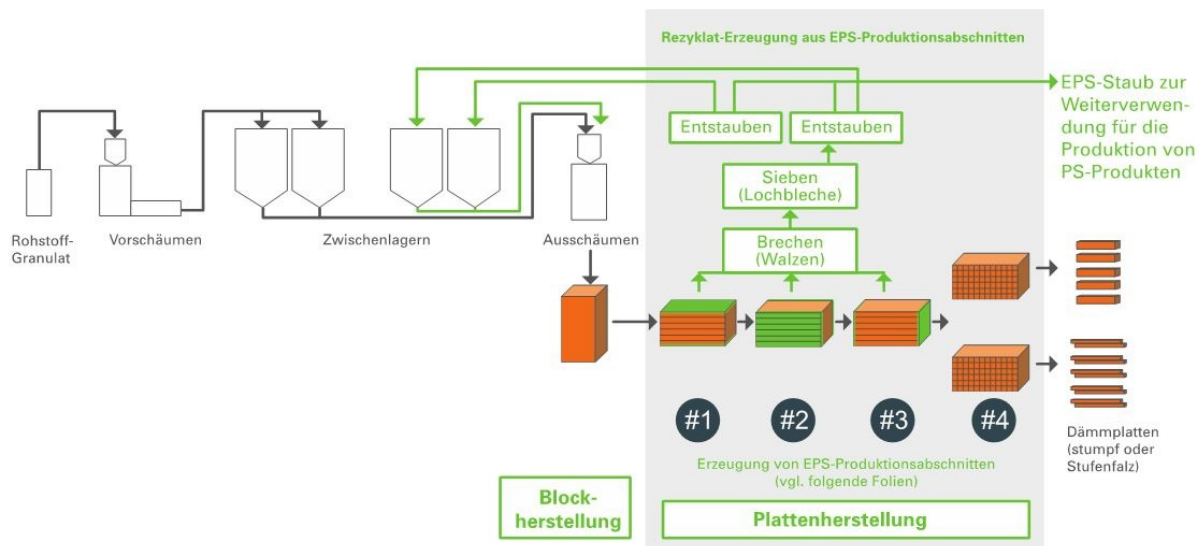 Rezyklat-Erzeugung aus EPS-Produktionsabschnitten
EPS-Staub zur
Weiterverwen-
dung für die
Produktion von
PS-Produkten
Entstauben
Entstauben
Sieben
(Lochbleche)
Brechen
(Walzen)
Rohstoff-
Granulat
Vorschäumen
Zwischenlagern
Ausschäumen
#1
#2
#3
#4
Dämmplatten
(stumpf oder
Stufenfalz)
Erzeugung von EPS-Produktionsabschnitten
(vgl. folgende Folien)
Block-
herstellung
Plattenherstellung